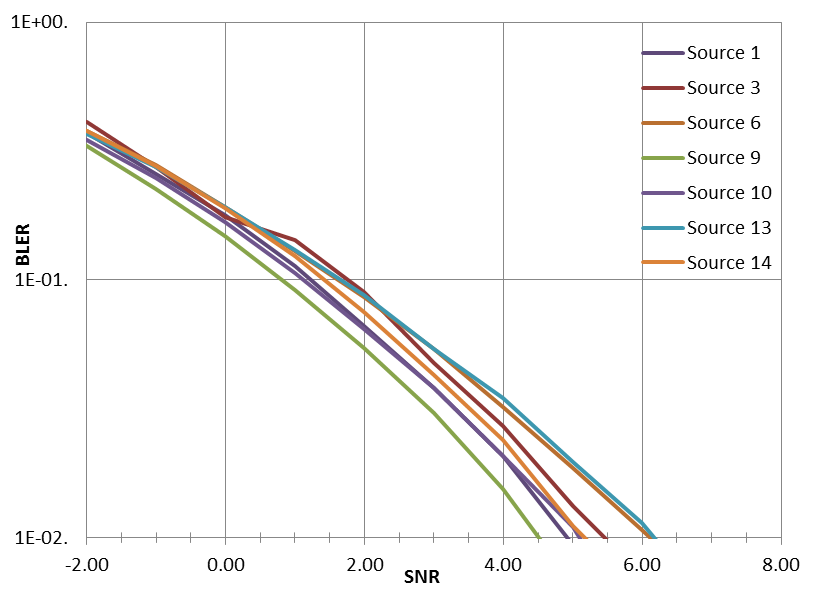 1E+00.
Source 1
Source 3
Source 6
Source 9
Source 10
Source 13
Source 14
BLER
1E-01.
1E-02.
-2.00 0.00 2.00 4.00 6.00 8.00
SNR